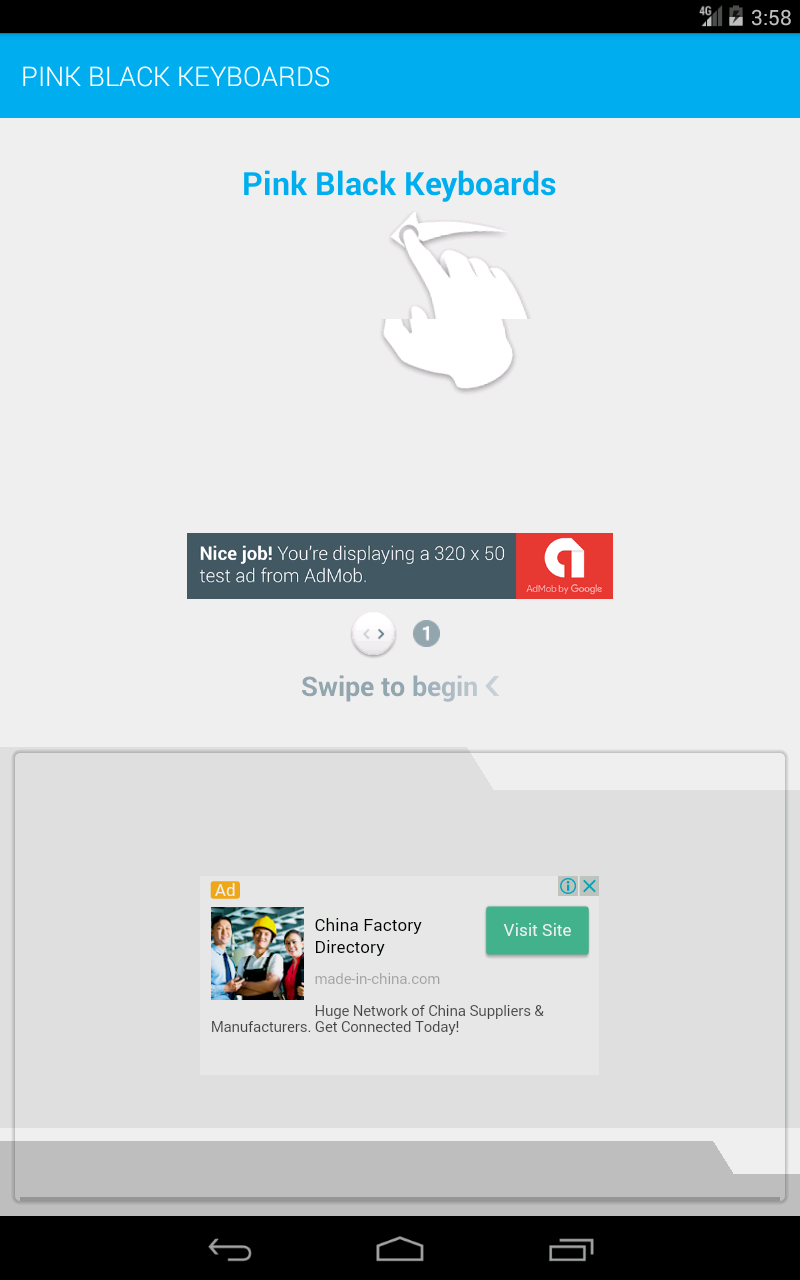 4G 3:58
PINK BLACK KEYBOARDS
Pink Black Keyboards
Nice job! You're displaying a 320 x 50
test ad from AdMob.
AdMob by Google
1
Swipe to begin
Ad
China Factory
Directory
Visit Site
made-in-china.com
Huge Network of China Suppliers &
Manufacturers. Get Connected Today!